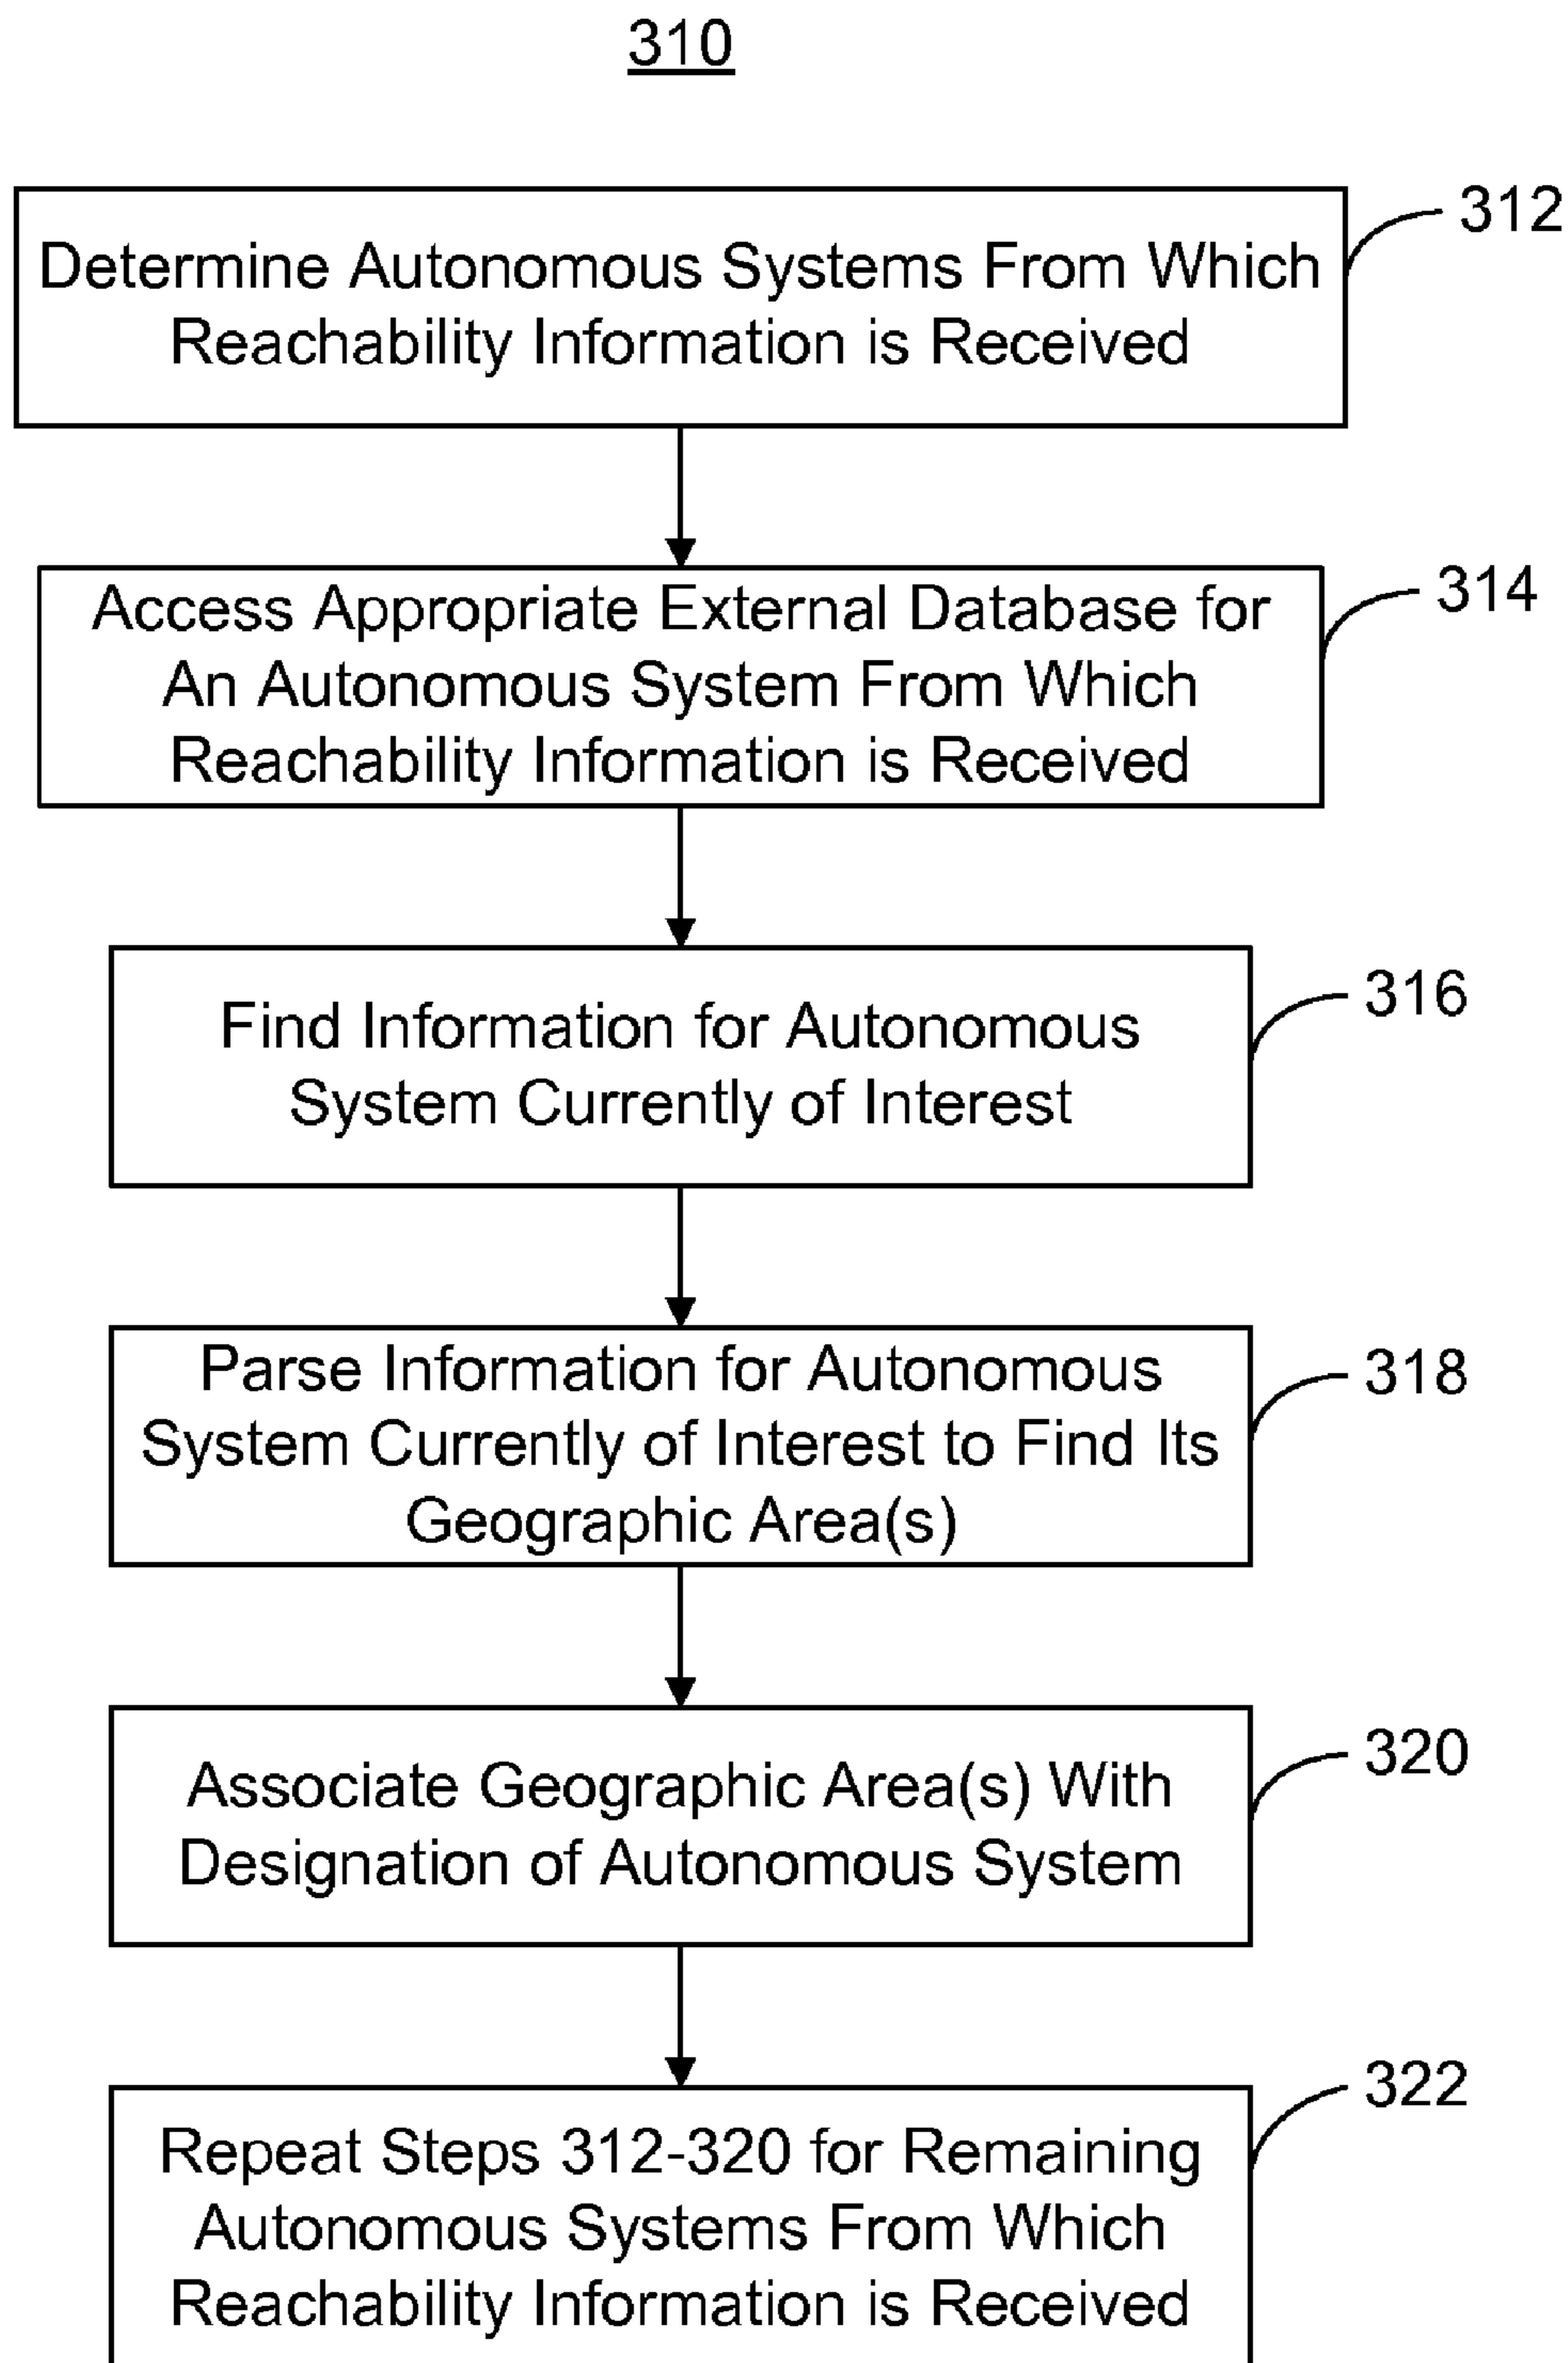 310
312
Determine Autonomous Systems From Which
Reachability Information is Received
314
Access Appropriate External Database for
An Autonomous System From Which
Reachability Information is Received
316
Find Information for Autonomous
System Currently of Interest
318
Parse Information for Autonomous
System Currently of Interest to Find Its
Geographic Area(s)
320
Associate Geographic Area(s) With
Designation of Autonomous System
322
Repeat Steps 312-320 for Remaining
Autonomous Systems From Which
Reachability Information is Received